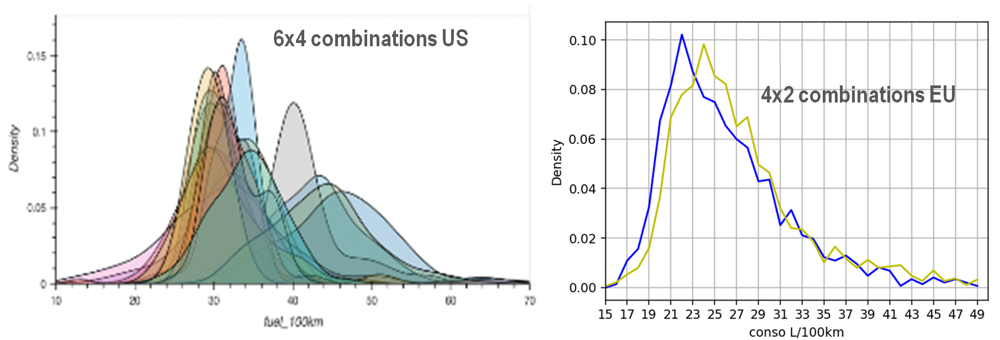 6x4 combinations US
Density
0.15
0.1
0.05
0
10 20 30 40 50 60 70
fuel_100km
4x2 combinations EU
Density
0.10
0.08
0.06
0.04
0.02
0.00
15 17 19 21 23 25 27 29 31 33 35 37 39 41 43 45 47 49
conso L/100km